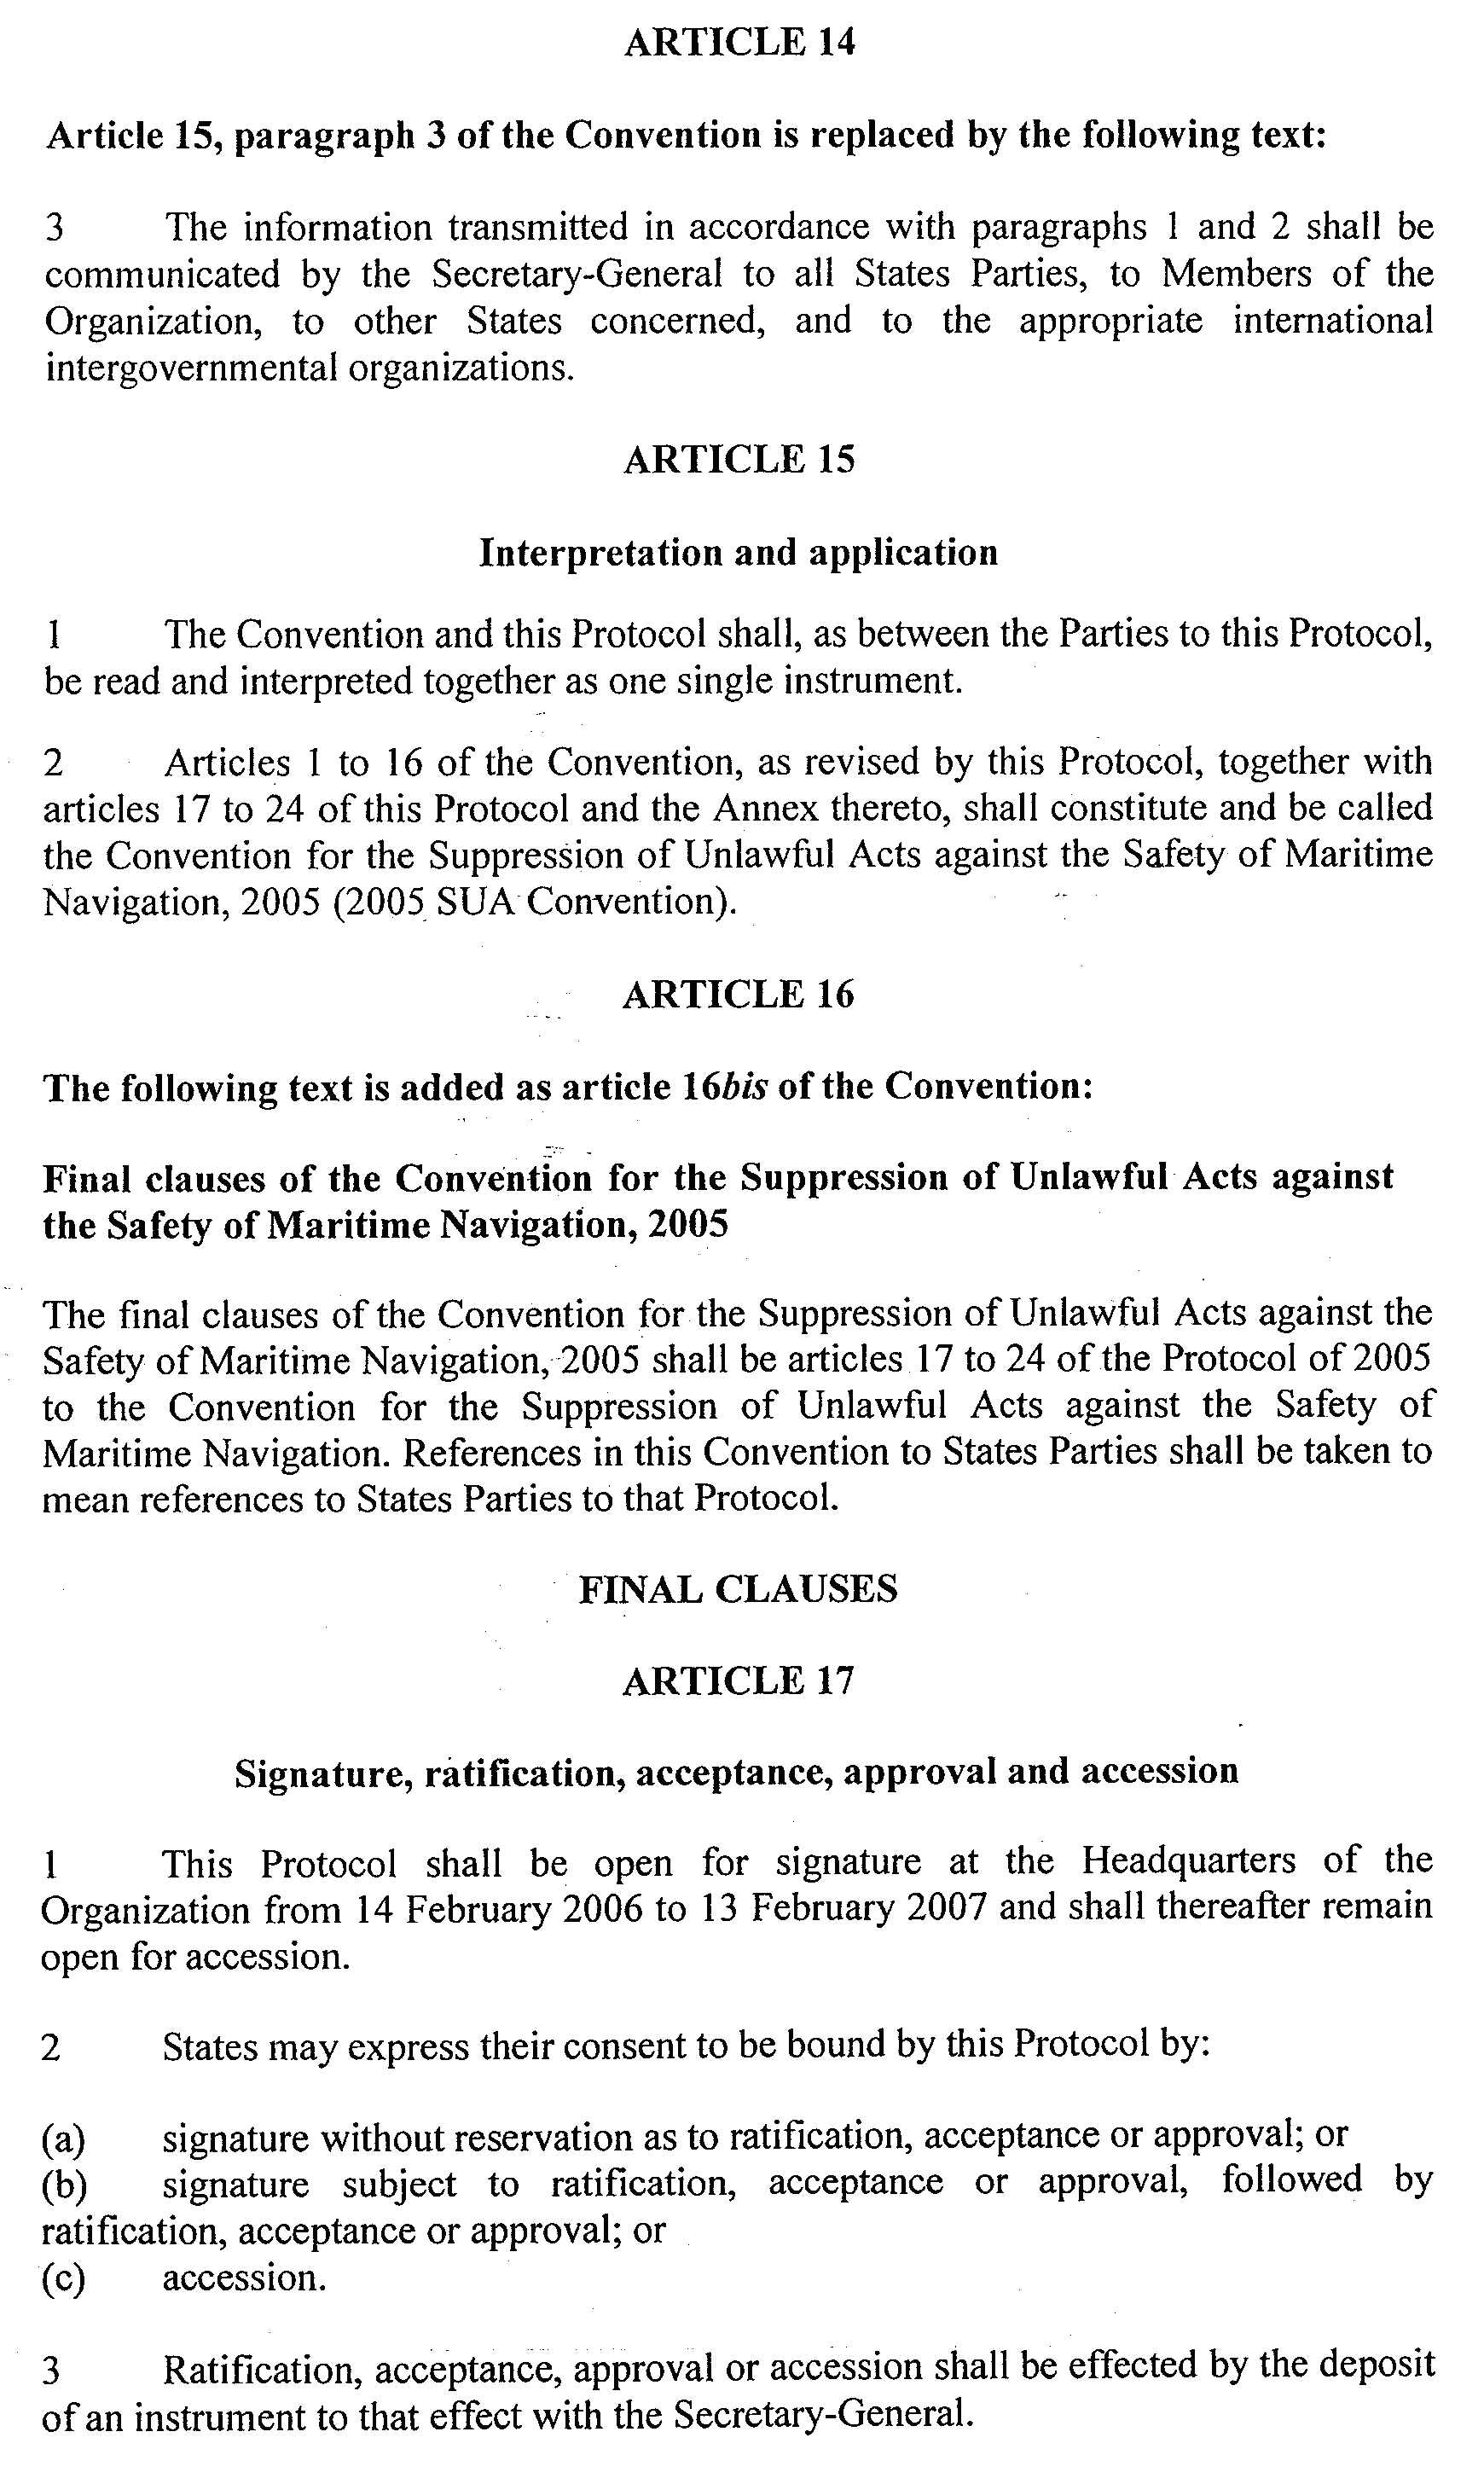 ARTICLE 14
Article 15, paragraph 3 of the Convention is replaced by the following text:
3 The information transmitted in accordance with paragraphs 1 and 2 shall be
communicated by the Secretary-General to all States Parties, to Members of the
Organization, to other States concerned, and to the appropriate international
intergovernmental organizations.
ARTICLE 15
Interpretation and application
1 The Convention and this Protocol shall, as between the Parties to this Protocol,
be read and interpreted together as one single instrument.
2 Articles 1 to 16 of the Convention, as revised by this Protocol, together with
articles 17 to 24 of this Protocol and the Annex thereto, shall constitute and be called
the Convention for the Suppression of Unlawful Acts against the Safety of Maritime
Navigation, 2005 (2005 SUA Convention).
ARTICLE 16
The following text is added as article 16bis of the Convention:
Final clauses of the Convention for the Suppression of Unlawful Acts against
the Safety of Maritime Navigation, 2005
The final clauses of the Convention for the Suppression of Unlawful Acts against the
Safety of Maritime Navigation, 2005 shall be articles 17 to 24 of the Protocol of 2005
to the Convention for the Suppression of Unlawful Acts against the Safety of
Maritime Navigation. References in this Convention to States Parties shall be taken to
mean references to States Parties to that Protocol.
FINAL CLAUSES
ARTICLE 17
Signature, ratification, acceptance, approval and accession
1 This Protocol shall be open for signature at the Headquarters of the
Organization from 14 February 2006 to 13 February 2007 and shall thereafter remain
open for accession.
2 States may express their consent to be bound by this Protocol by:
(a) signature without reservation as to ratification, acceptance or approval; or
(b) signature subject to ratification, acceptance or approval, followed by
ratification, acceptance or approval; or
(c) accession.
3 Ratification, acceptance, approval or accession shall be effected by the deposit
of an instrument to that effect with the Secretary-General.